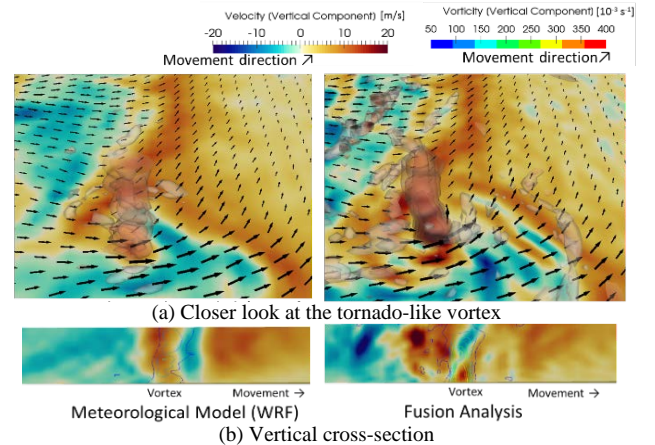 Velocity (Vertical Component) [m/s]
-20 -10 0 10 20
Movement direction ↗
Vorticity (Vertical Component) [10⁻³ s⁻¹]
50 100 150 200 250 300 350 400
Movement direction↗
(a) Closer look at the tornado-like vortex
Vortex Movement →
Meteorological Model (WRF)
Vortex Movement →
Fusion Analysis
(b) Vertical cross-section